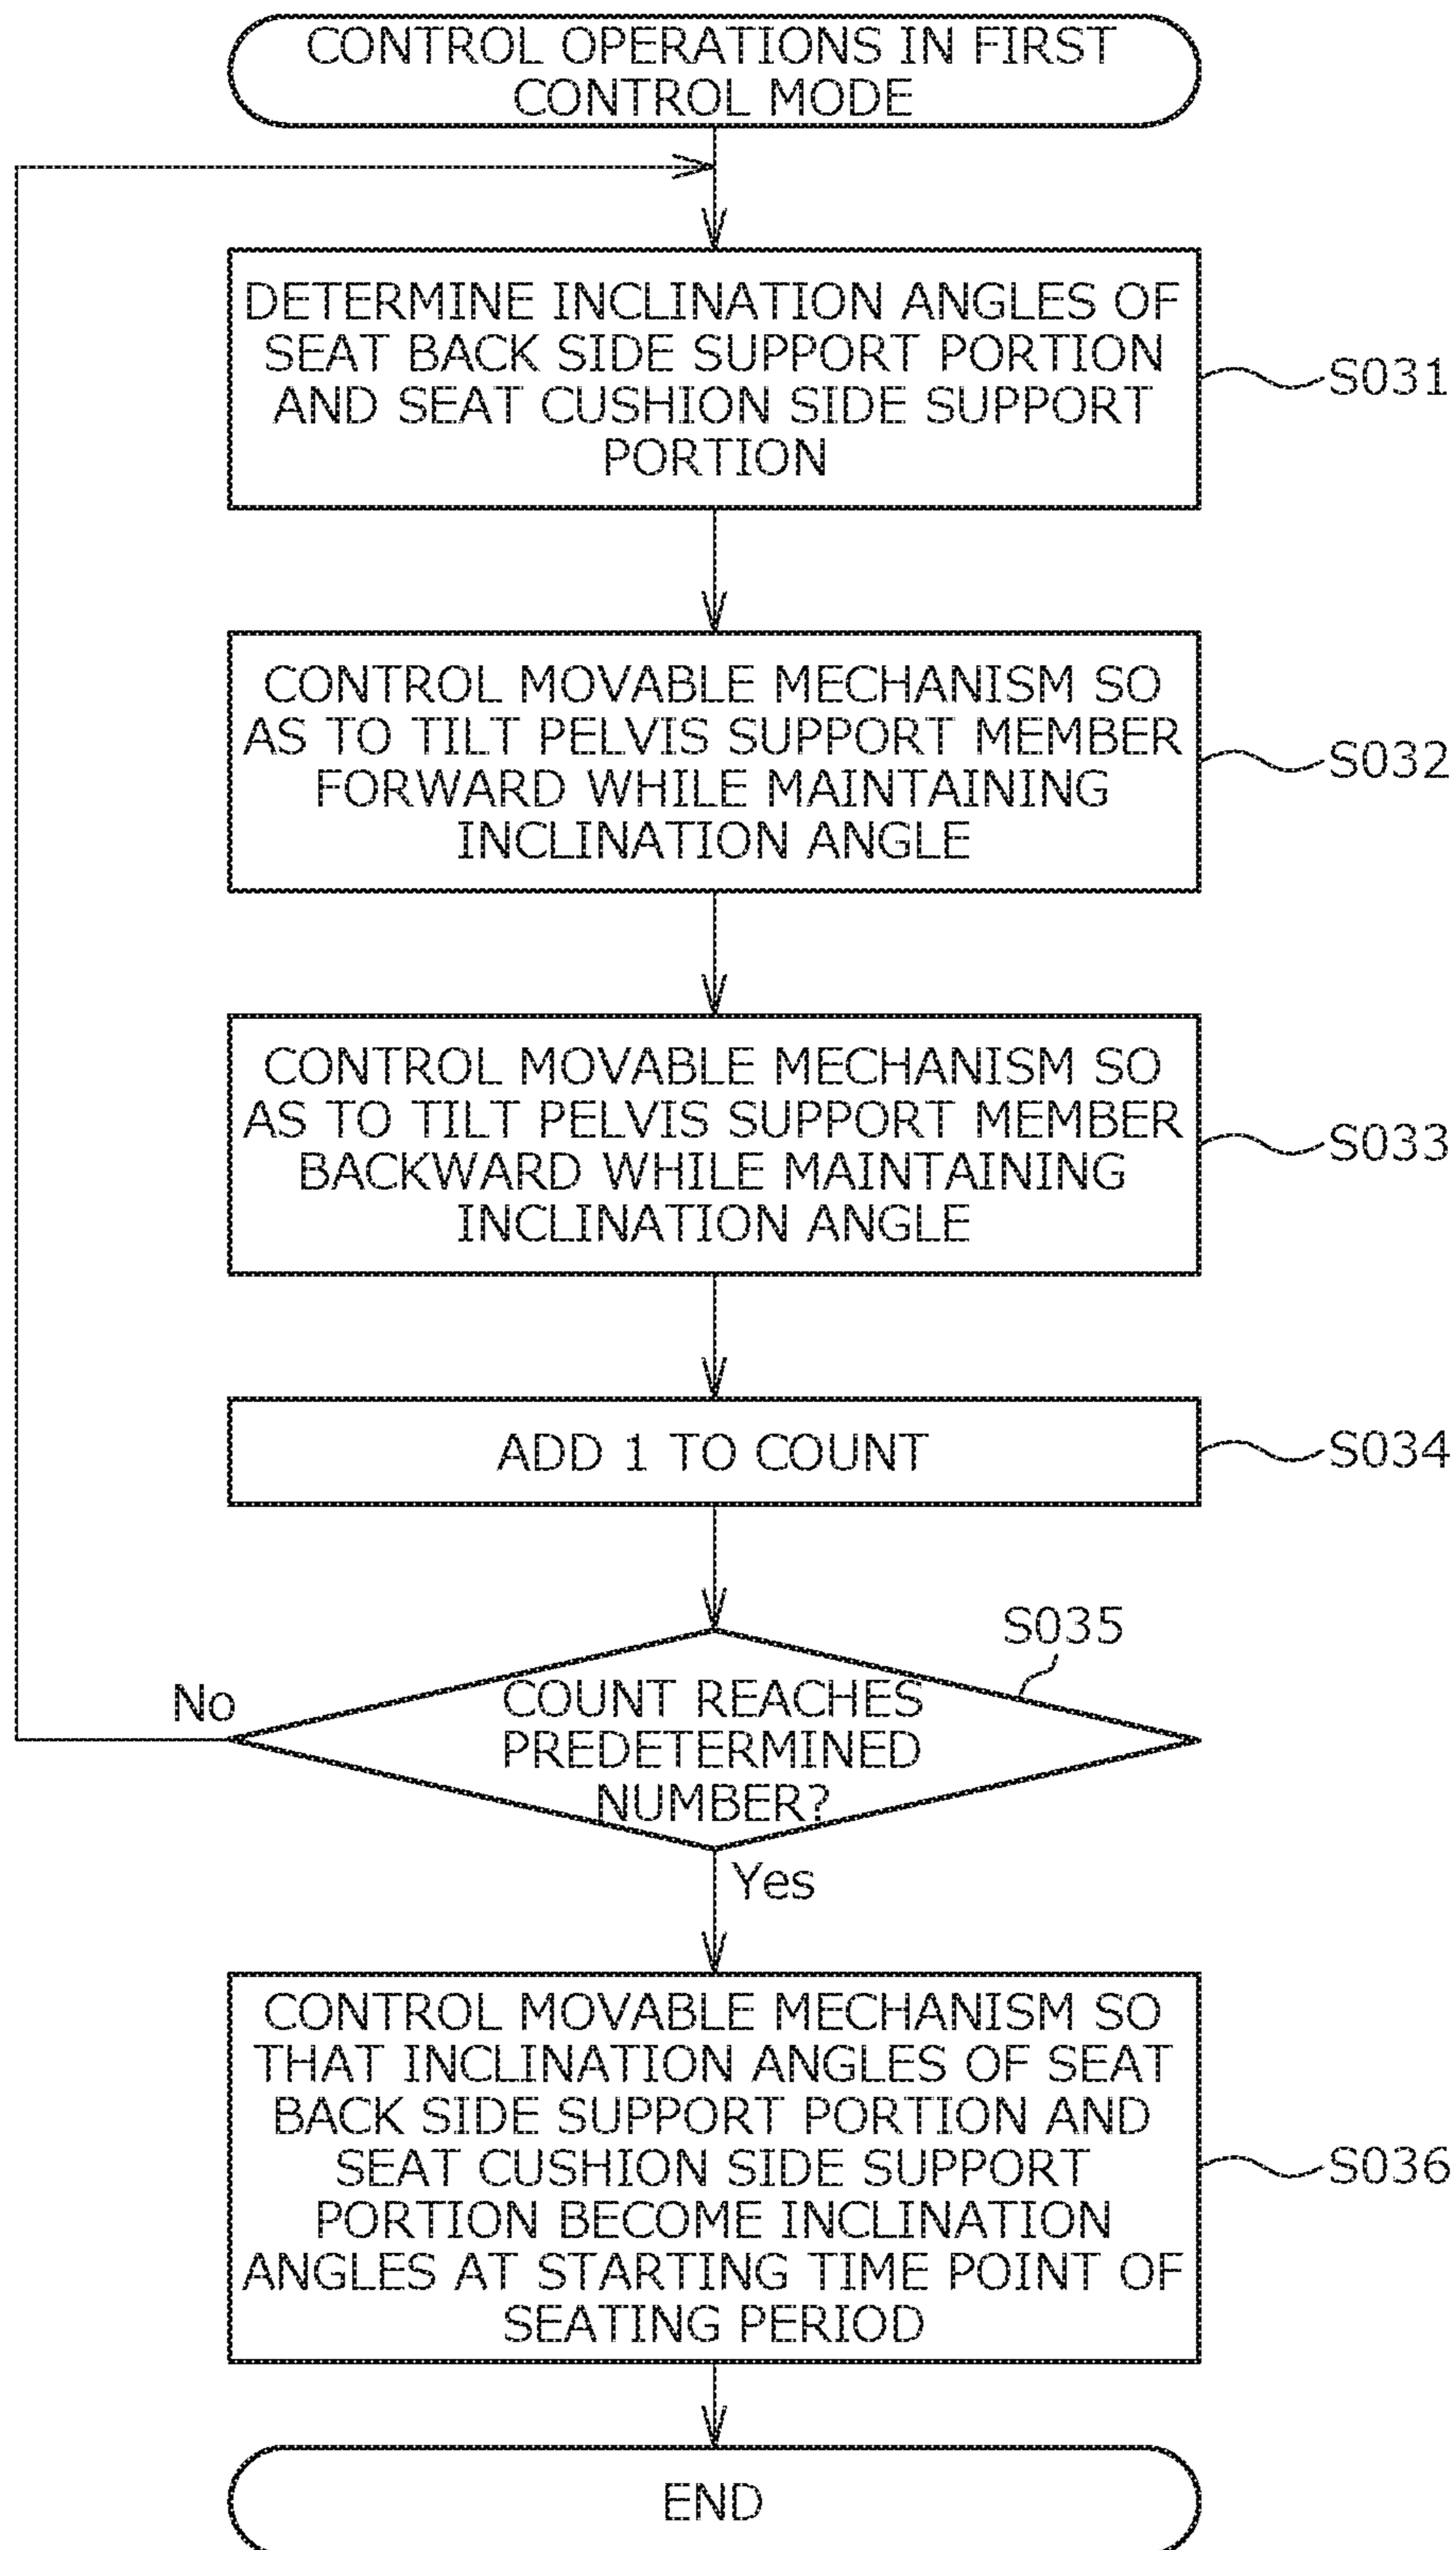 CONTROL OPERATIONS IN FIRST
CONTROL MODE
DETERMINE INCLINATION ANGLES OF
SEAT BACK SIDE SUPPORT PORTION
AND SEAT CUSHION SIDE SUPPORT
PORTION
S031
CONTROL MOVABLE MECHANISM SO
AS TO TILT PELVIS SUPPORT MEMBER
FORWARD WHILE MAINTAINING
INCLINATION ANGLE
S032
CONTROL MOVABLE MECHANISM SO
AS TO TILT PELVIS SUPPORT MEMBER
BACKWARD WHILE MAINTAINING
INCLINATION ANGLE
S033
ADD 1 TO COUNT
S034
S035
No
COUNT REACHES
PREDETERMINED
NUMBER?
Yes
CONTROL MOVABLE MECHANISM SO
THAT INCLINATION ANGLES OF SEAT
BACK SIDE SUPPORT PORTION AND
SEAT CUSHION SIDE SUPPORT
PORTION BECOME INCLINATION
ANGLES AT STARTING TIME POINT OF
SEATING PERIOD
S036
END